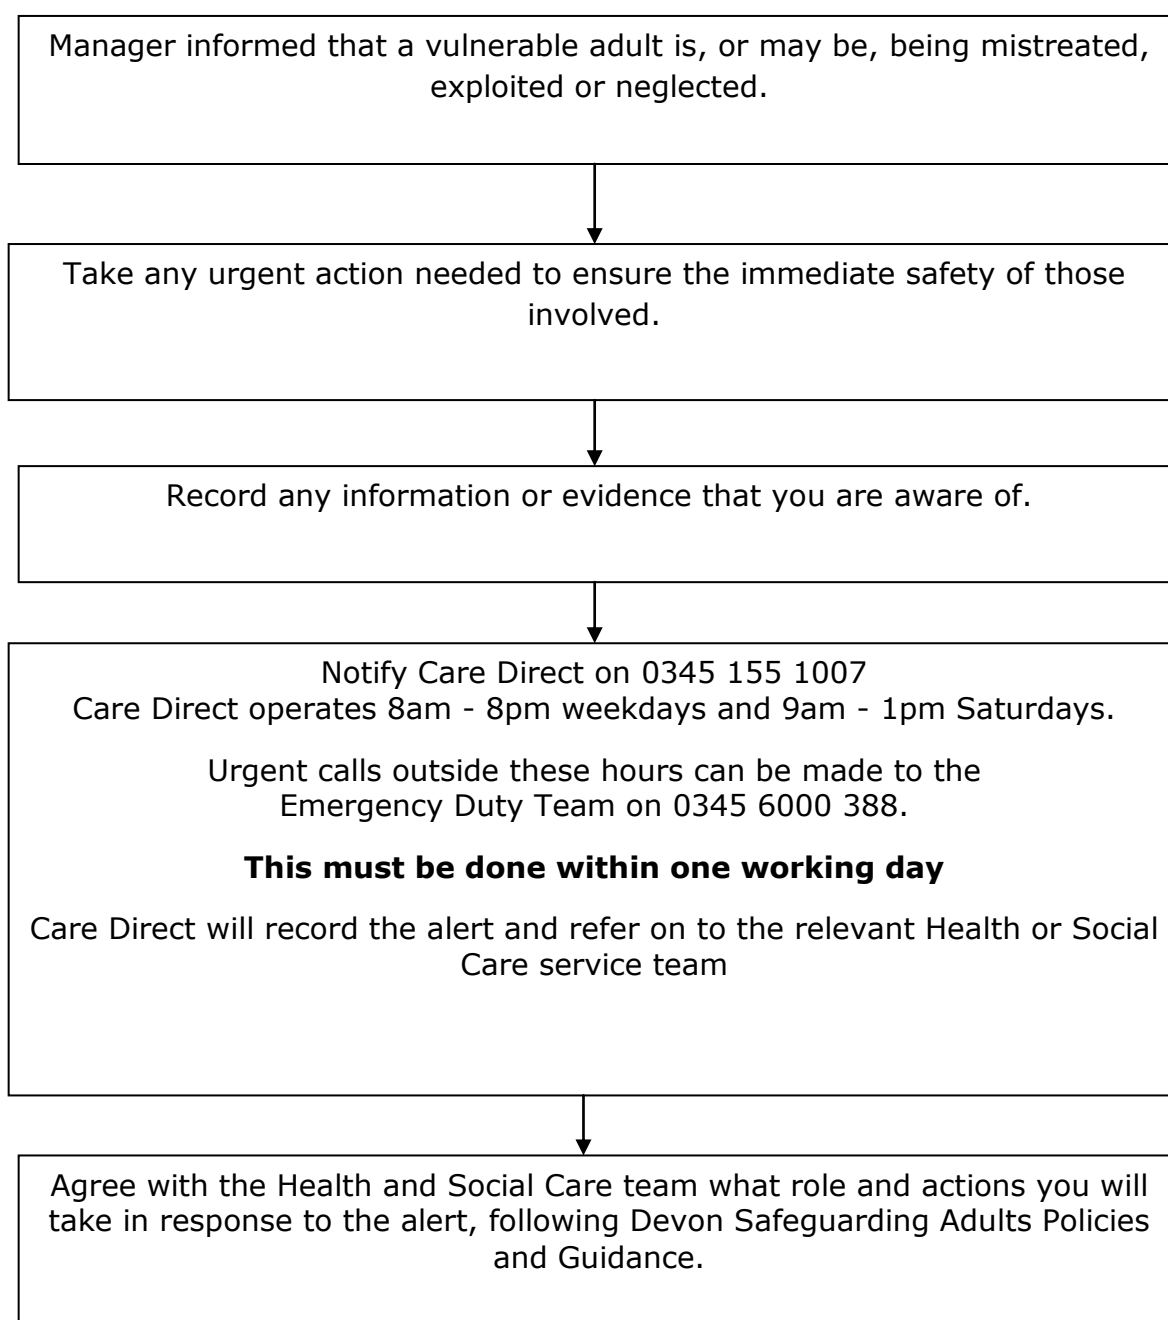 Manager informed that a vulnerable adult is, or may be, being mistreated,
exploited or neglected.
Take any urgent action needed to ensure the immediate safety of those
involved.
Record any information or evidence that you are aware of.
Notify Care Direct on 0345 155 1007
Care Direct operates 8am - 8pm weekdays and 9am - 1pm Saturdays.
Urgent calls outside these hours can be made to the
Emergency Duty Team on 0345 6000 388.
This must be done within one working day
Care Direct will record the alert and refer on to the relevant Health or Social
Care service team
Agree with the Health and Social Care team what role and actions you will
take in response to the alert, following Devon Safeguarding Adults Policies
and Guidance.